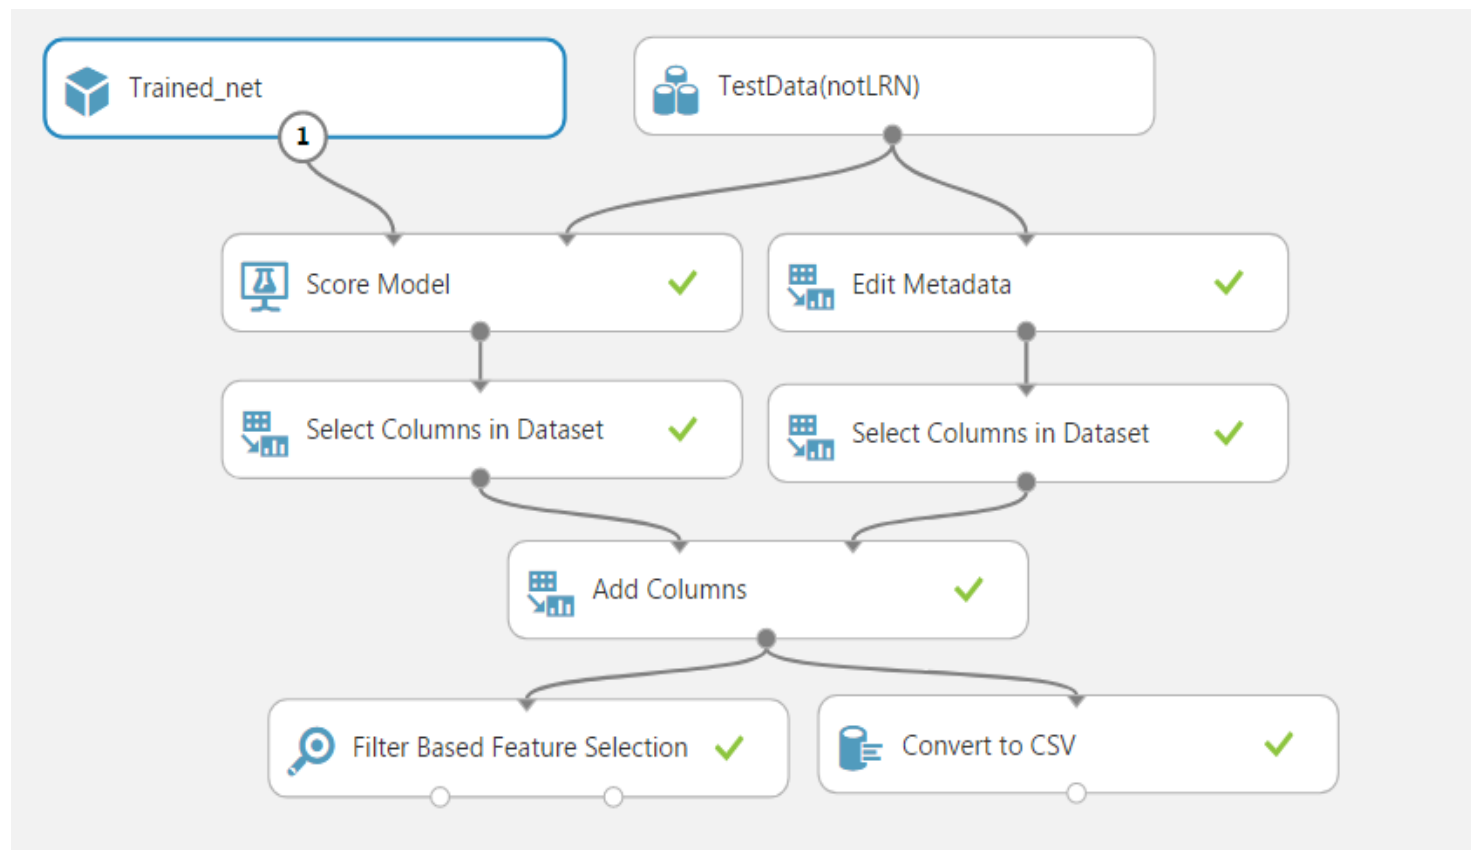 Trained_net
TestData(notLRN)
1
Score Model
Edit Metadata
Select Columns in Dataset
Select Columns in Dataset
Add Columns
Filter Based Feature Selection
Convert to CSV